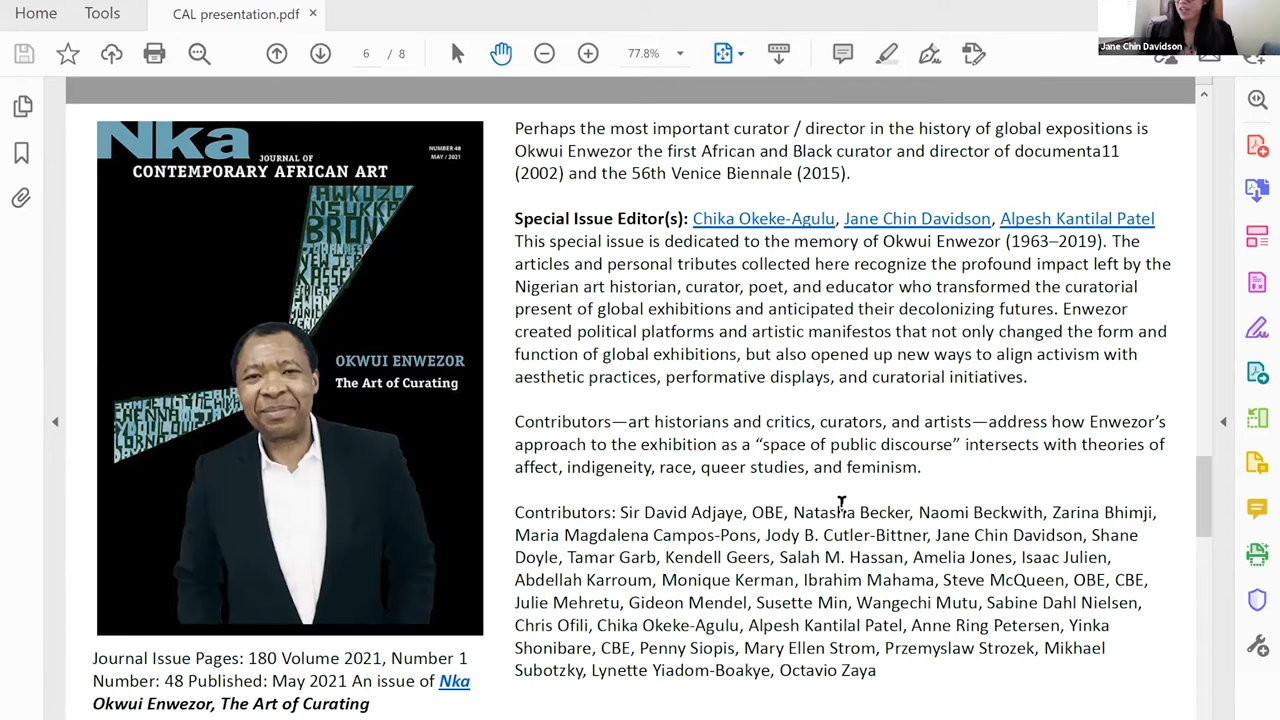 Home
Tools
CAL presentation.pdf
6 / 8
77.8%
Jane Chin Davidson
Nka
JOURNAL OF
CONTEMPORARY AFRICAN ART
NUMBER 48
MAY / 2021
AWKUZU
NSUKKA
BRON
OKWUI ENWEZOR
The Art of Curating
Journal Issue Pages: 180 Volume 2021, Number 1
Number: 48 Published: May 2021 An issue of Nka
Okwui Enwezor, The Art of Curating
Perhaps the most important curator / director in the history of global expositions is
Okwui Enwezor the first African and Black curator and director of documenta11
(2002) and the 56th Venice Biennale (2015).
Special Issue Editor(s): Chika Okeke-Agulu, Jane Chin Davidson, Alpesh Kantilal Patel
This special issue is dedicated to the memory of Okwui Enwezor (1963–2019). The
articles and personal tributes collected here recognize the profound impact left by the
Nigerian art historian, curator, poet, and educator who transformed the curatorial
present of global exhibitions and anticipated their decolonizing futures. Enwezor
created political platforms and artistic manifestos that not only changed the form and
function of global exhibitions, but also opened up new ways to align activism with
aesthetic practices, performative displays, and curatorial initiatives.
Contributors—art historians and critics, curators, and artists—address how Enwezor’s
approach to the exhibition as a “space of public discourse” intersects with theories of
affect, indigeneity, race, queer studies, and feminism.
Contributors: Sir David Adjaye, OBE, Natasha Becker, Naomi Beckwith, Zarina Bhimji,
Maria Magdalena Campos-Pons, Jody B. Cutler-Bittner, Jane Chin Davidson, Shane
Doyle, Tamar Garb, Kendell Geers, Salah M. Hassan, Amelia Jones, Isaac Julien,
Abdellah Karroum, Monique Kerman, Ibrahim Mahama, Steve McQueen, OBE, CBE,
Julie Mehretu, Gideon Mendel, Susette Min, Wangechi Mutu, Sabine Dahl Nielsen,
Chris Ofili, Chika Okeke-Agulu, Alpesh Kantilal Patel, Anne Ring Petersen, Yinka
Shonibare, CBE, Penny Siopis, Mary Ellen Strom, Przemyslaw Strozek, Mikhael
Subotzky, Lynette Yiadom-Boakye, Octavio Zaya